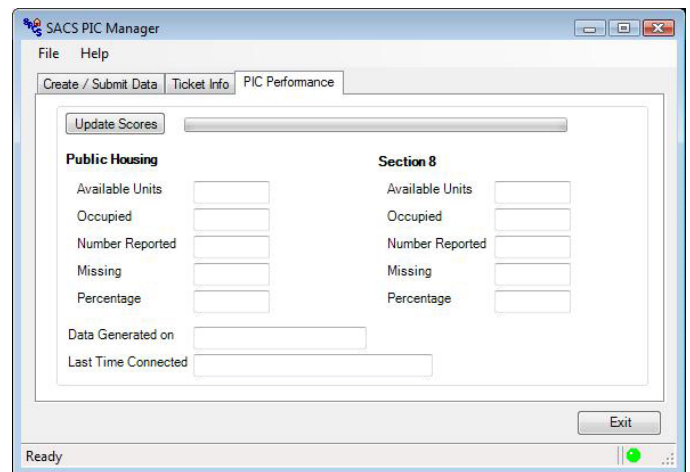 SACS PIC Manager
File Help
Create / Submit Data Ticket Info PIC Performance
Update Scores
Public Housing Section 8
Available Units Available Units
Occupied Occupied
Number Reported Number Reported
Missing Missing
Percentage Percentage
Data Generated on
Last Time Connected
Exit
Ready